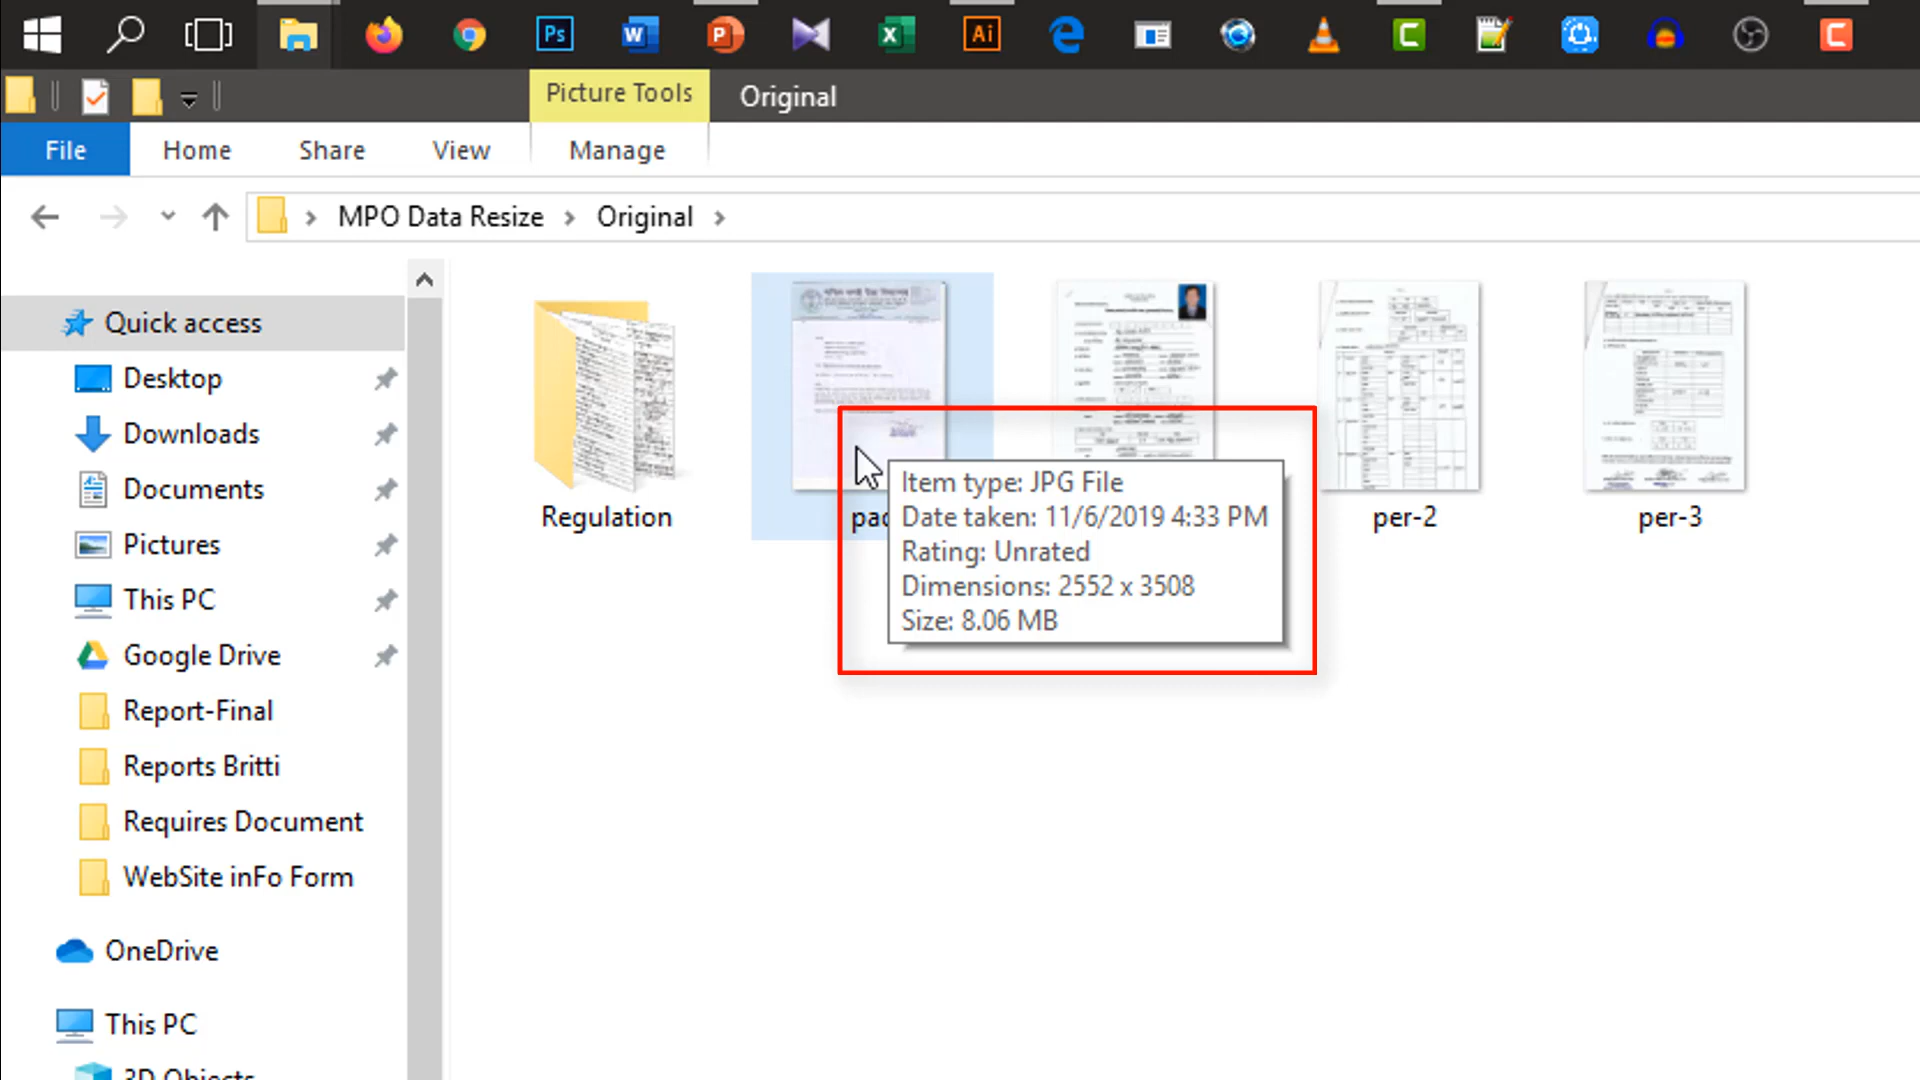 Picture Tools
Original
File
Home
Share
View
Manage
MPO Data Resize
Original
Quick access
Desktop
Downloads
Documents
Pictures
This PC
Google Drive
Report-Final
Reports Britti
Requires Document
WebSite inFo Form
OneDrive
This PC
3D Objects
Regulation
per-2
per-3
Item type: JPG File
Date taken: 11/6/2019 4:33 PM
Rating: Unrated
Dimensions: 2552 x 3508
Size: 8.06 MB